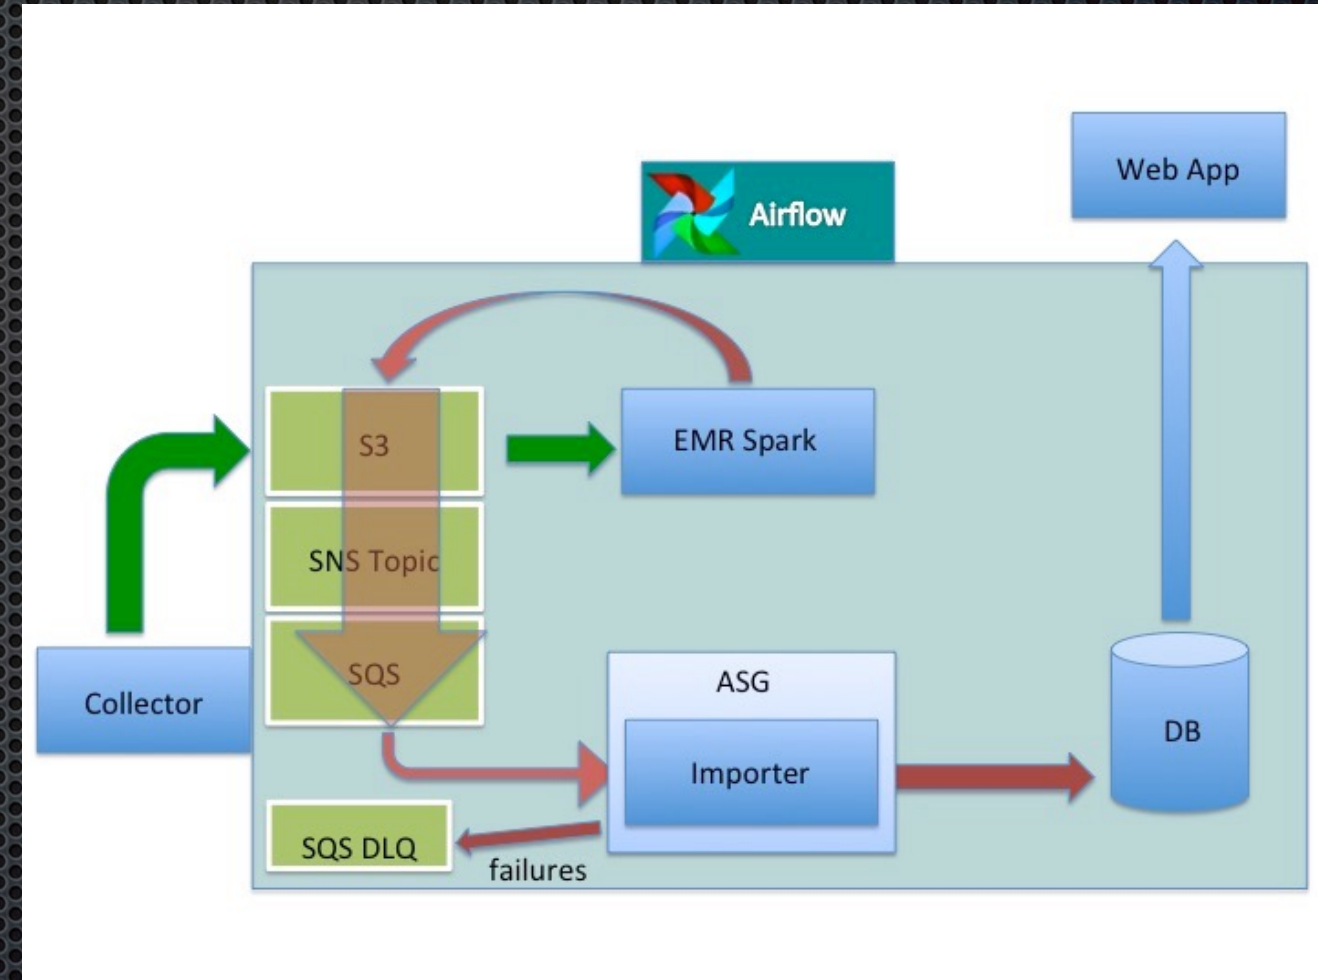 Web App
Airflow
S3
EMR Spark
SNS Topic
SQS
Collector
ASG
Importer
DB
SQS DLQ
failures